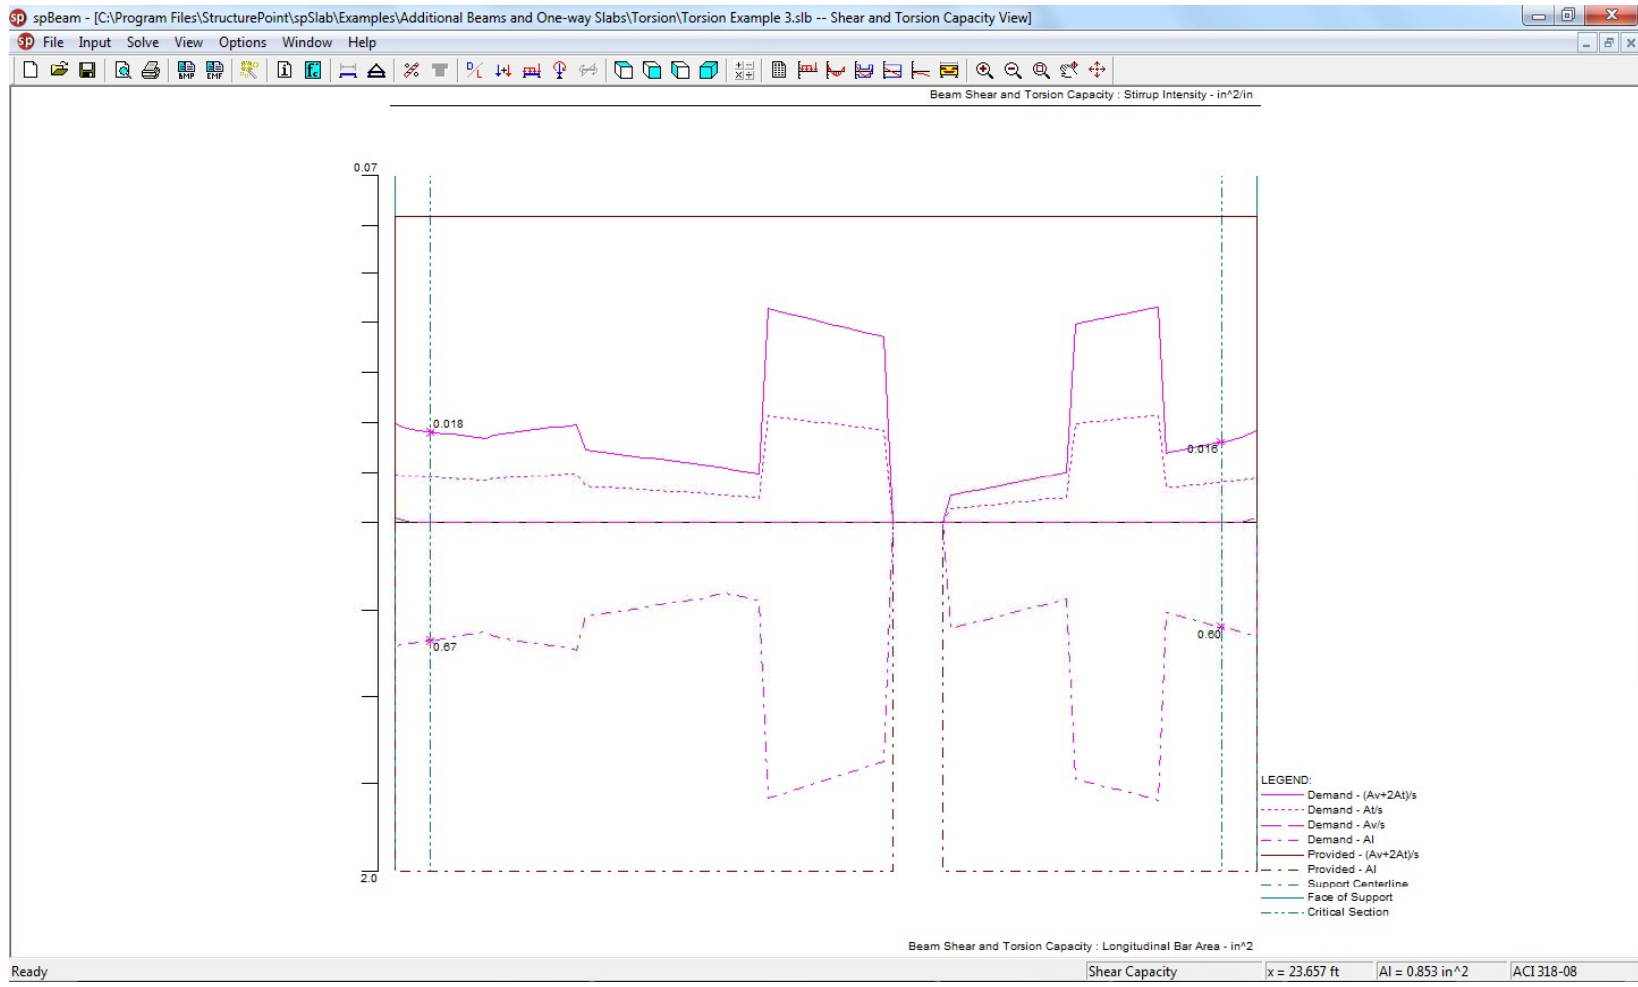 spBeam - [C:\Program Files\StructurePoint\spSlab\Examples\Additional Beams and One-way Slabs\Torsion\Torsion Example 3.slb -- Shear and Torsion Capacity View]
File Input Solve View Options Window Help
Beam Shear and Torsion Capacity : Stirrup Intensity - in^2/in
0.07
0.018
0.016
0.67
0.60
2.0
LEGEND:
Demand - (Av+2At)/s
Demand - At/s
Demand - Av/s
Demand - Al
Provided - (Av+2At)/s
Provided - Al
Support Centerline
Face of Support
Critical Section
Beam Shear and Torsion Capacity : Longitudinal Bar Area - in^2
Ready Shear Capacity x = 23.657 ft Al = 0.853 in^2 ACI 318-08